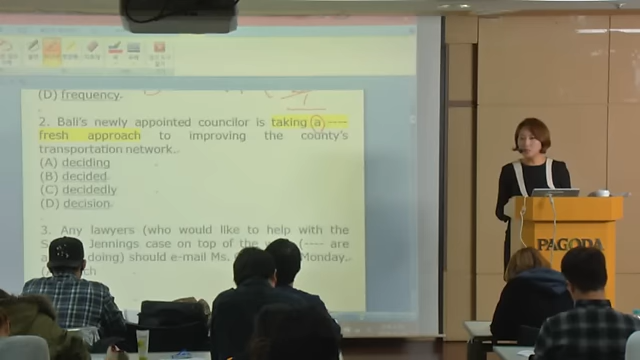 (D) frequency.
2. Bali's newly appointed councilor is taking a -----
fresh approach to improving the county's
transportation network.
(A) deciding
(B) decided
(C) decidedly
(D) decision
3. Any lawyers (who would like to help with the
Jennings case on top of the (---- are
doing) should e-mail Ms. Monday.
PAGODA